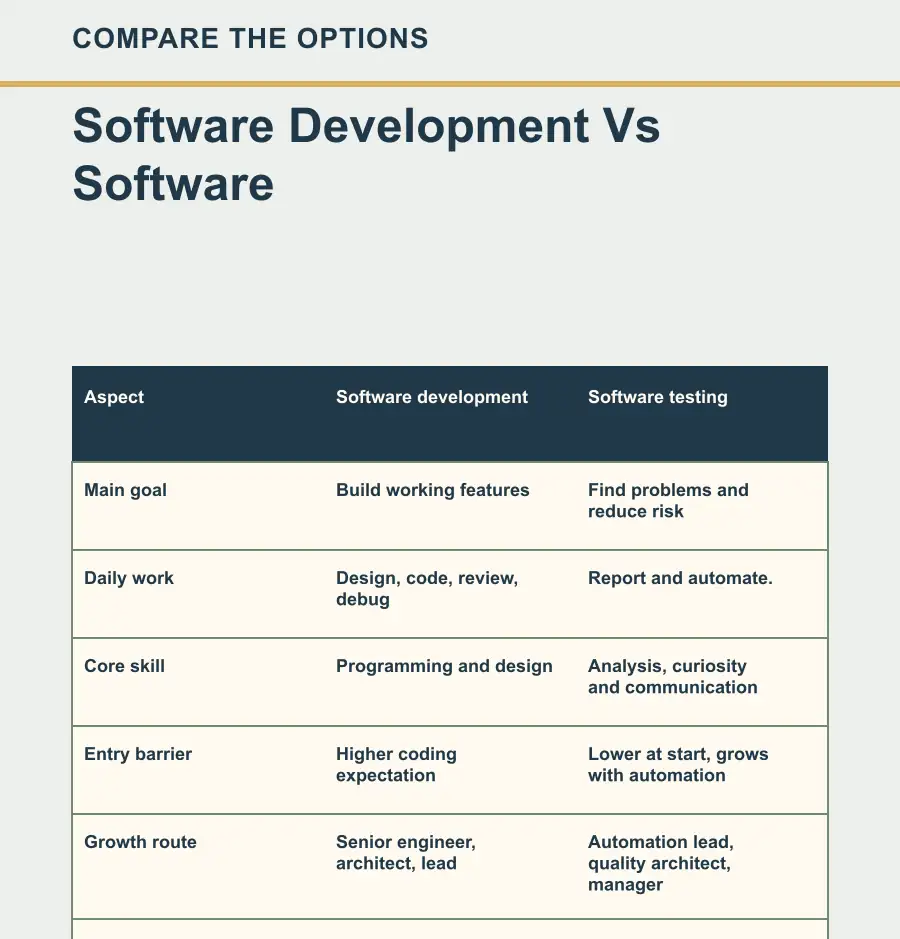 COMPARE THE OPTIONS
Software Development Vs
Software
Aspect
Software development
Software testing
Main goal
Build working features
Find problems and
reduce risk
Daily work
Design, code, review,
debug
Report and automate.
Core skill
Programming and design
Analysis, curiosity
and communication
Entry barrier
Higher coding
expectation
Lower at start, grows
with automation
Growth route
Senior engineer,
architect, lead
Automation lead,
quality architect,
manager